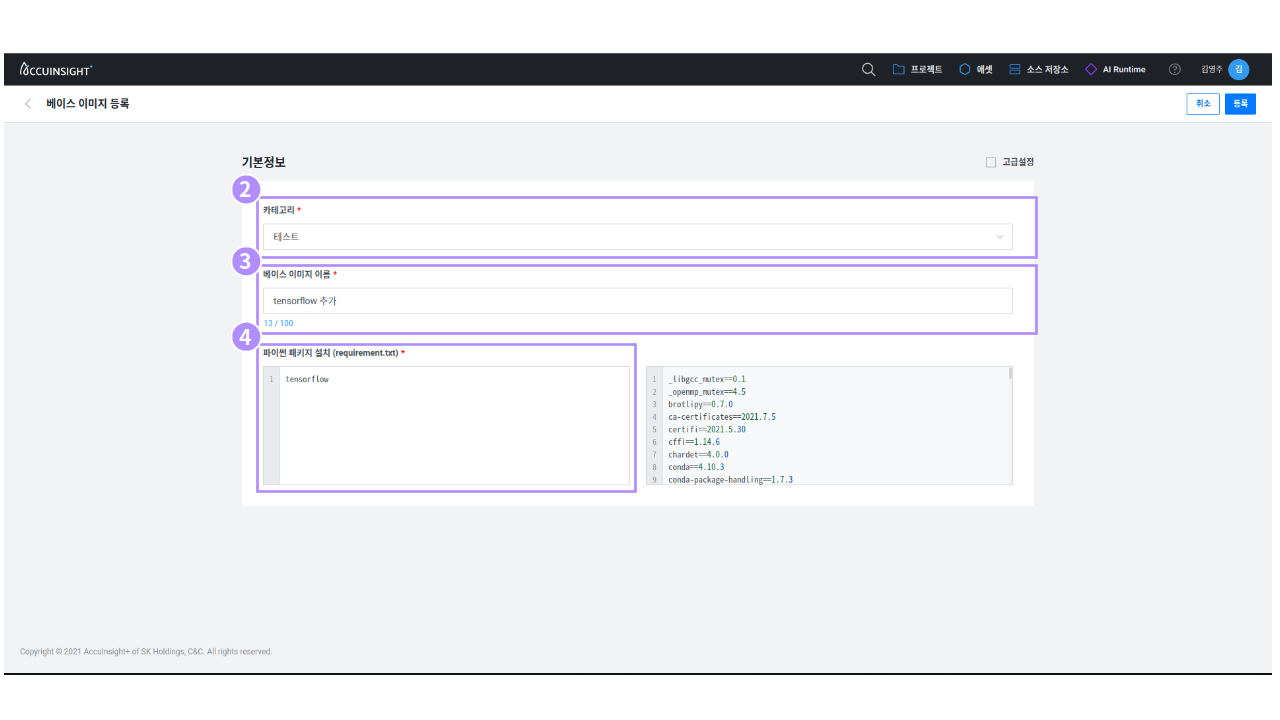 ACCUINSIGHT+
프로젝트
애셋
소스 저장소
AI Runtime
?
김영주
김
베이스 이미지 등록
취소
등록
기본정보
고급설정
2
카테고리 *
테스트
3
베이스 이미지 이름 *
tensorflow 추가
13 / 100
4
파이썬 패키지 설치 (requirement.txt) *
1 tensorflow
1 _libgcc_mutex==0.1
2 _openmp_mutex==4.5
3 brotlipy==0.7.0
4 ca-certificates==2021.7.5
5 certifi==2021.5.30
6 cffi==1.14.6
7 chardet==4.0.0
8 conda==4.10.3
9 conda-package-handling==1.7.3
Copyright © 2021 Accuinsight+ of SK Holdings, C&C. All rights reserved.